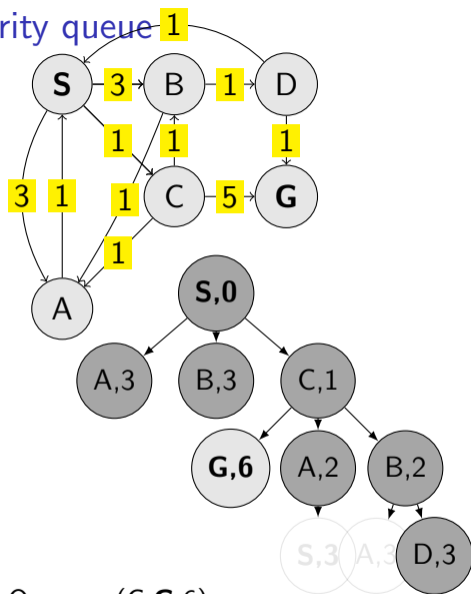 rity queue
1
S 3 B 1 D
1 1 1
3 1 1 C 5 G
1
A
S,0
A,3 B,3 C,1
G,6 A,2 B,2
S,3 A,3 D,3